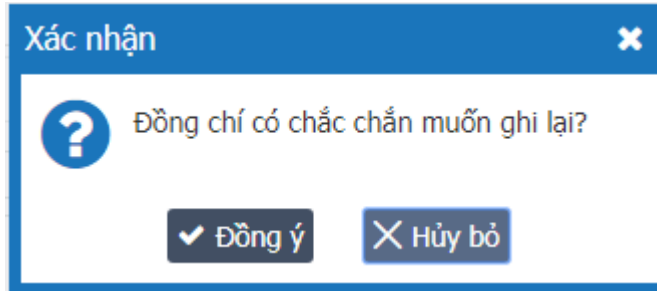 Xác nhận
Đồng chí có chắc chắn muốn ghi lại?
Đồng ý
Hủy bỏ